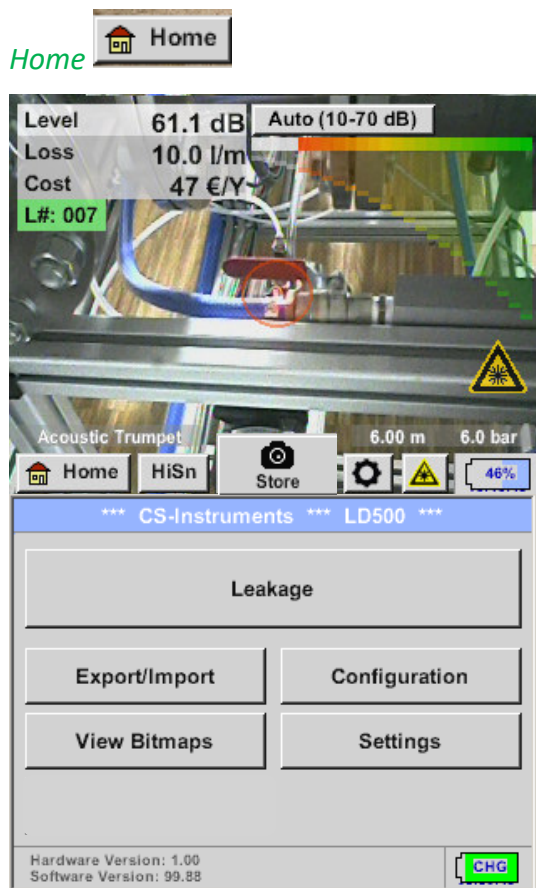 Home Home
Level 61.1 dB Auto (10-70 dB)
Loss 10.0 l/m
Cost 47 €/Y
L#: 007
Acoustic Trumpet 6.00 m 6.0 bar
Home HiSn Store 46%
*** CS-Instruments *** LD500 ***
Leakage
Export/Import Configuration
View Bitmaps Settings
Hardware Version: 1.00
Software Version: 99.88
CHG